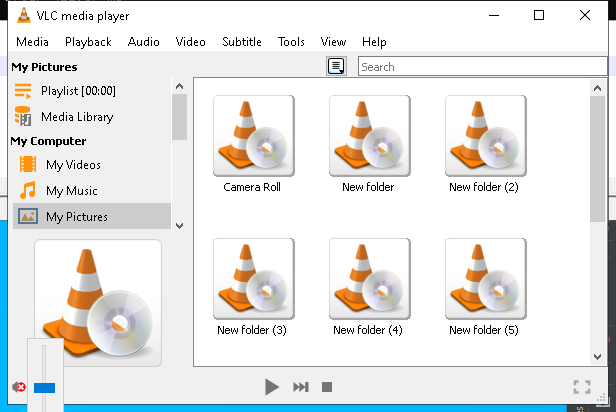 VLC media player
Media Playback Audio Video Subtitle Tools View Help
My Pictures
Search
Playlist [00:00]
Media Library
My Computer
My Videos
My Music
My Pictures
Camera Roll
New folder
New folder (2)
New folder (3)
New folder (4)
New folder (5)